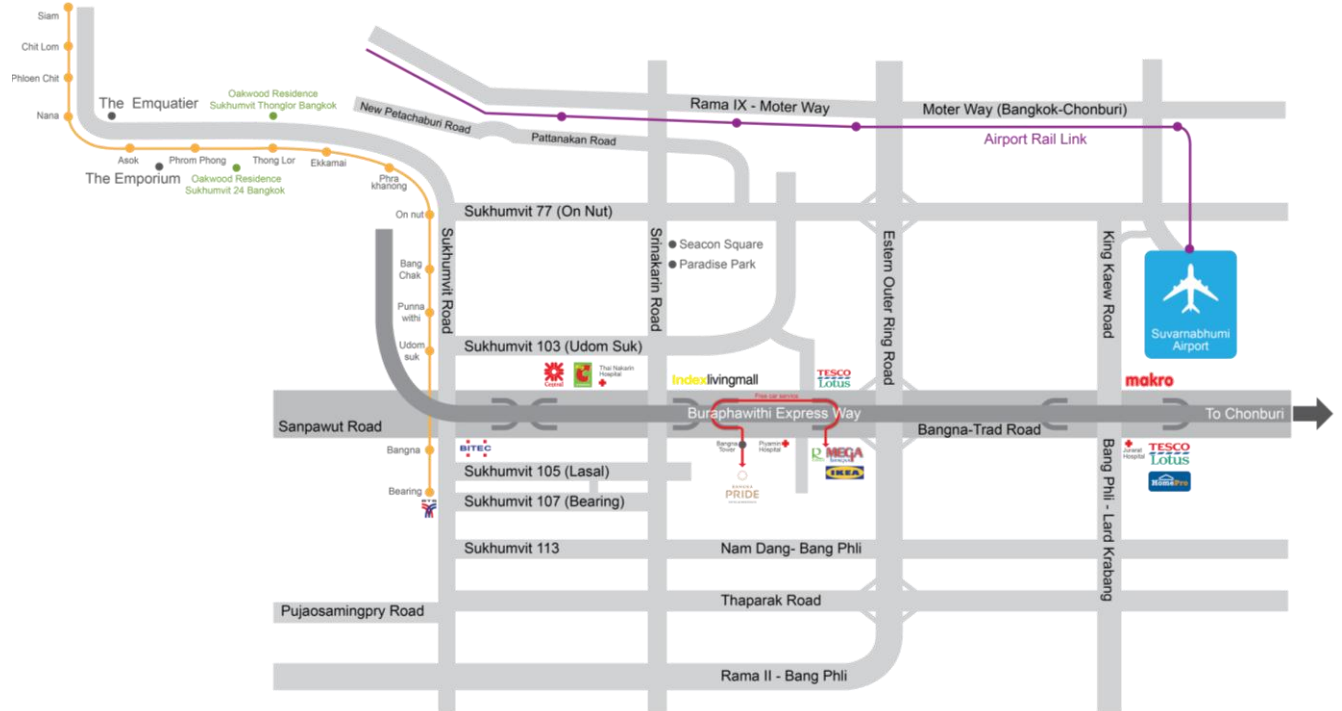 Siam
Chit Lom
Phloen Chit
Nana
The Emquatier
Oakwood Residence
Sukhumvit Thonglor Bangkok
Asok
Phrom Phong
Thong Lor
Ekkamai
Phra
khanong
The Emporium
Oakwood Residence
Sukhumvit 24 Bangkok
New Petachaburi Road
Pattanakan Road
Rama IX - Moter Way
Moter Way (Bangkok-Chonburi)
Airport Rail Link
On nut
Sukhumvit 77 (On Nut)
Sukhumvit Road
Srinakarin Road
Seacon Square
Paradise Park
Estern Outer Ring Road
King Kaew Road
Suvarnabhumi
Airport
Bang
Chak
Punna
withi
Udom
suk
Sukhumvit 103 (Udom Suk)
Central
Thai Nakarin
Hospital
Indexlivingmall
TESCO
Lotus
makro
Free car service
Buraphawithi Express Way
To Chonburi
Sanpawut Road
Bangna-Trad Road
Bangna
BITEC
Bangna
Tower
Piyamin
Hospital
MEGA
IKEA
Bang Phli - Lard Krabang
Junerat
Hospital
TESCO
Lotus
HomePro
Sukhumvit 105 (Lasal)
Bearing
BTS
BANGNA
PRIDE
Sukhumvit 107 (Bearing)
Sukhumvit 113
Nam Dang- Bang Phli
Thaparak Road
Pujaosamingpry Road
Rama II - Bang Phli